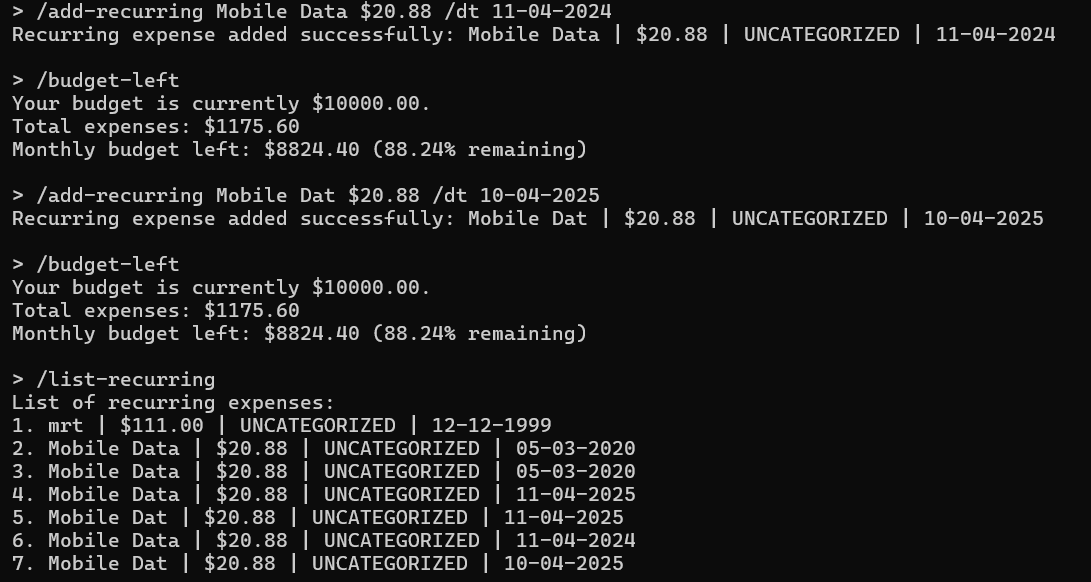 > /add-recurring Mobile Data $20.88 /dt 11-04-2024
Recurring expense added successfully: Mobile Data | $20.88 | UNCATEGORIZED | 11-04-2024
> /budget-left
Your budget is currently $10000.00.
Total expenses: $1175.60
Monthly budget left: $8824.40 (88.24% remaining)
> /add-recurring Mobile Dat $20.88 /dt 10-04-2025
Recurring expense added successfully: Mobile Dat | $20.88 | UNCATEGORIZED | 10-04-2025
> /budget-left
Your budget is currently $10000.00.
Total expenses: $1175.60
Monthly budget left: $8824.40 (88.24% remaining)
> /list-recurring
List of recurring expenses:
1. mrt | $111.00 | UNCATEGORIZED | 12-12-1999
2. Mobile Data | $20.88 | UNCATEGORIZED | 05-03-2020
3. Mobile Data | $20.88 | UNCATEGORIZED | 05-03-2020
4. Mobile Data | $20.88 | UNCATEGORIZED | 11-04-2025
5. Mobile Dat | $20.88 | UNCATEGORIZED | 11-04-2025
6. Mobile Data | $20.88 | UNCATEGORIZED | 11-04-2024
7. Mobile Dat | $20.88 | UNCATEGORIZED | 10-04-2025